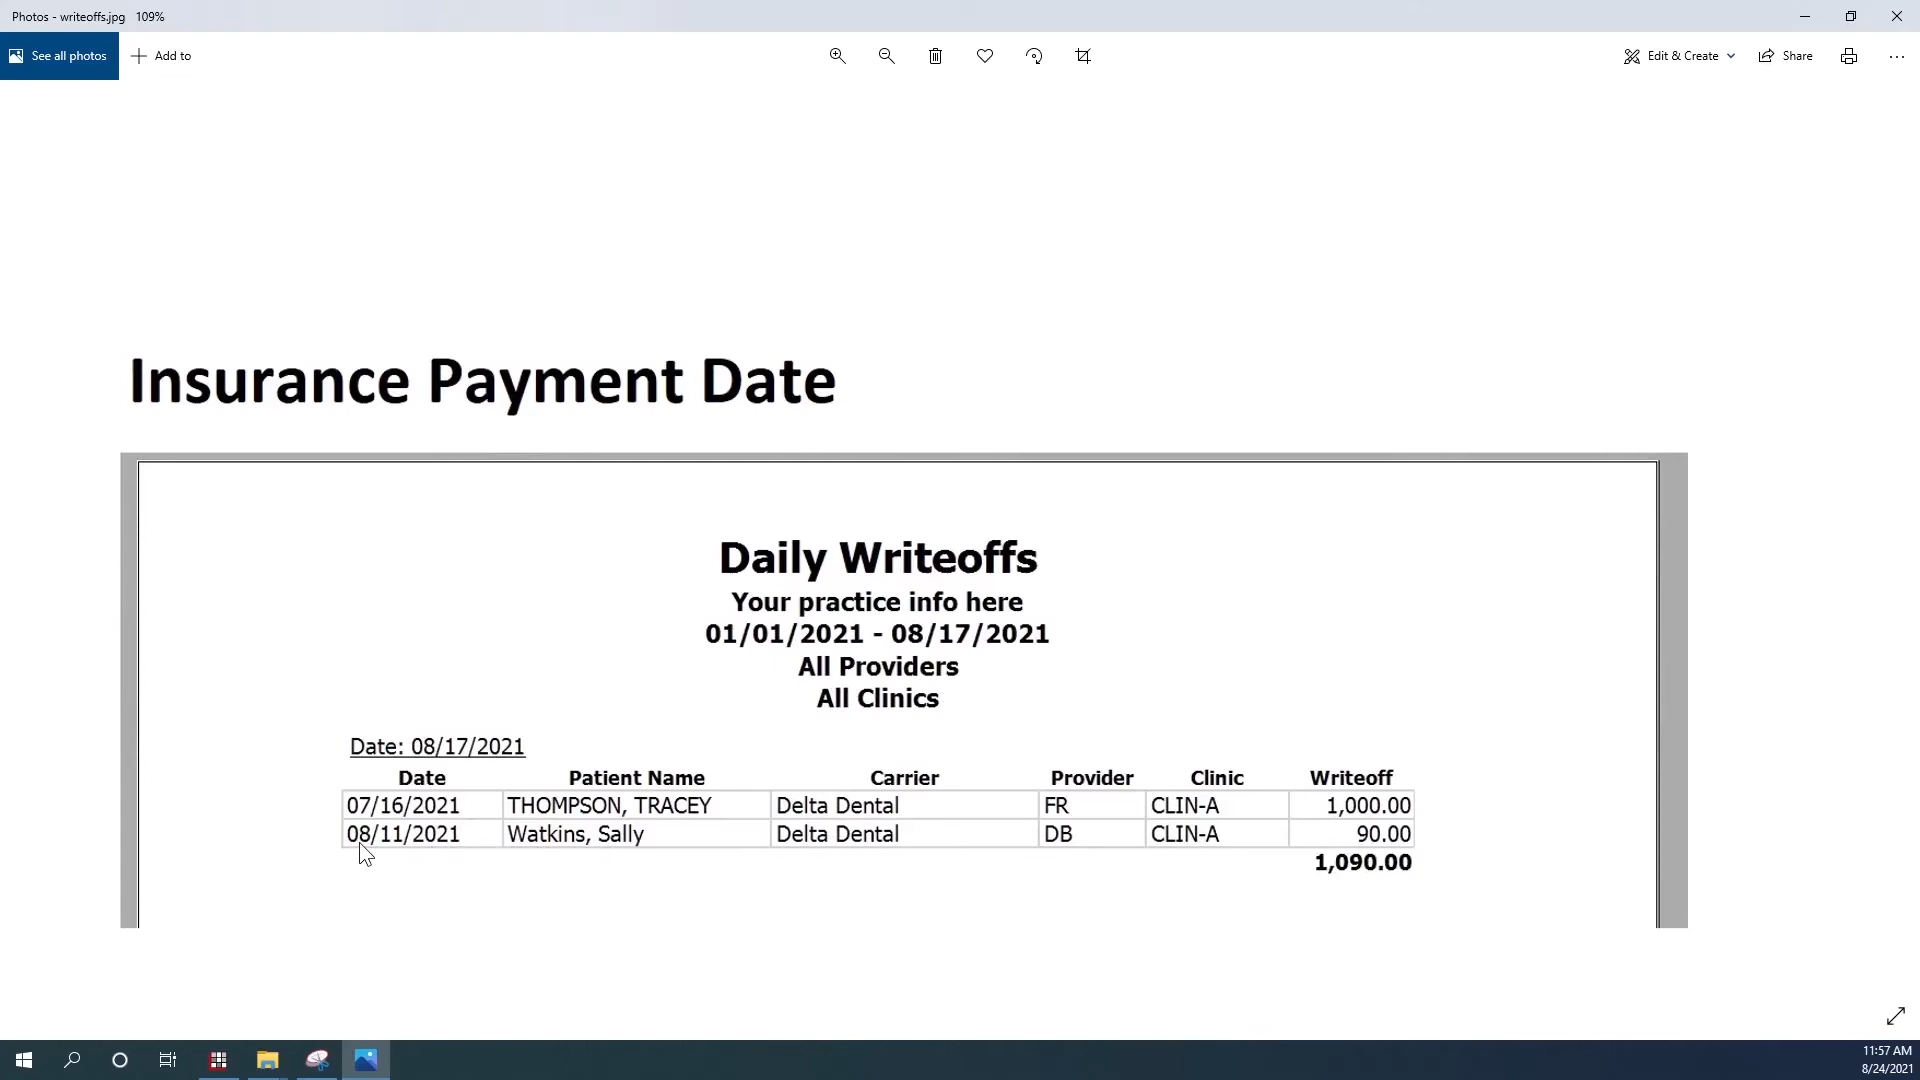 Photos - writeoffs.jpg 109%
See all photos
Add to
Edit & Create
Share
Insurance Payment Date
Daily Writeoffs
Your practice info here
01/01/2021 - 08/17/2021
All Providers
All Clinics
Date: 08/17/2021
Date Patient Name Carrier Provider Clinic Writeoff
07/16/2021 THOMPSON, TRACEY Delta Dental FR CLIN-A 1,000.00
08/11/2021 Watkins, Sally Delta Dental DB CLIN-A 90.00
1,090.00
11:57 AM
8/24/2021